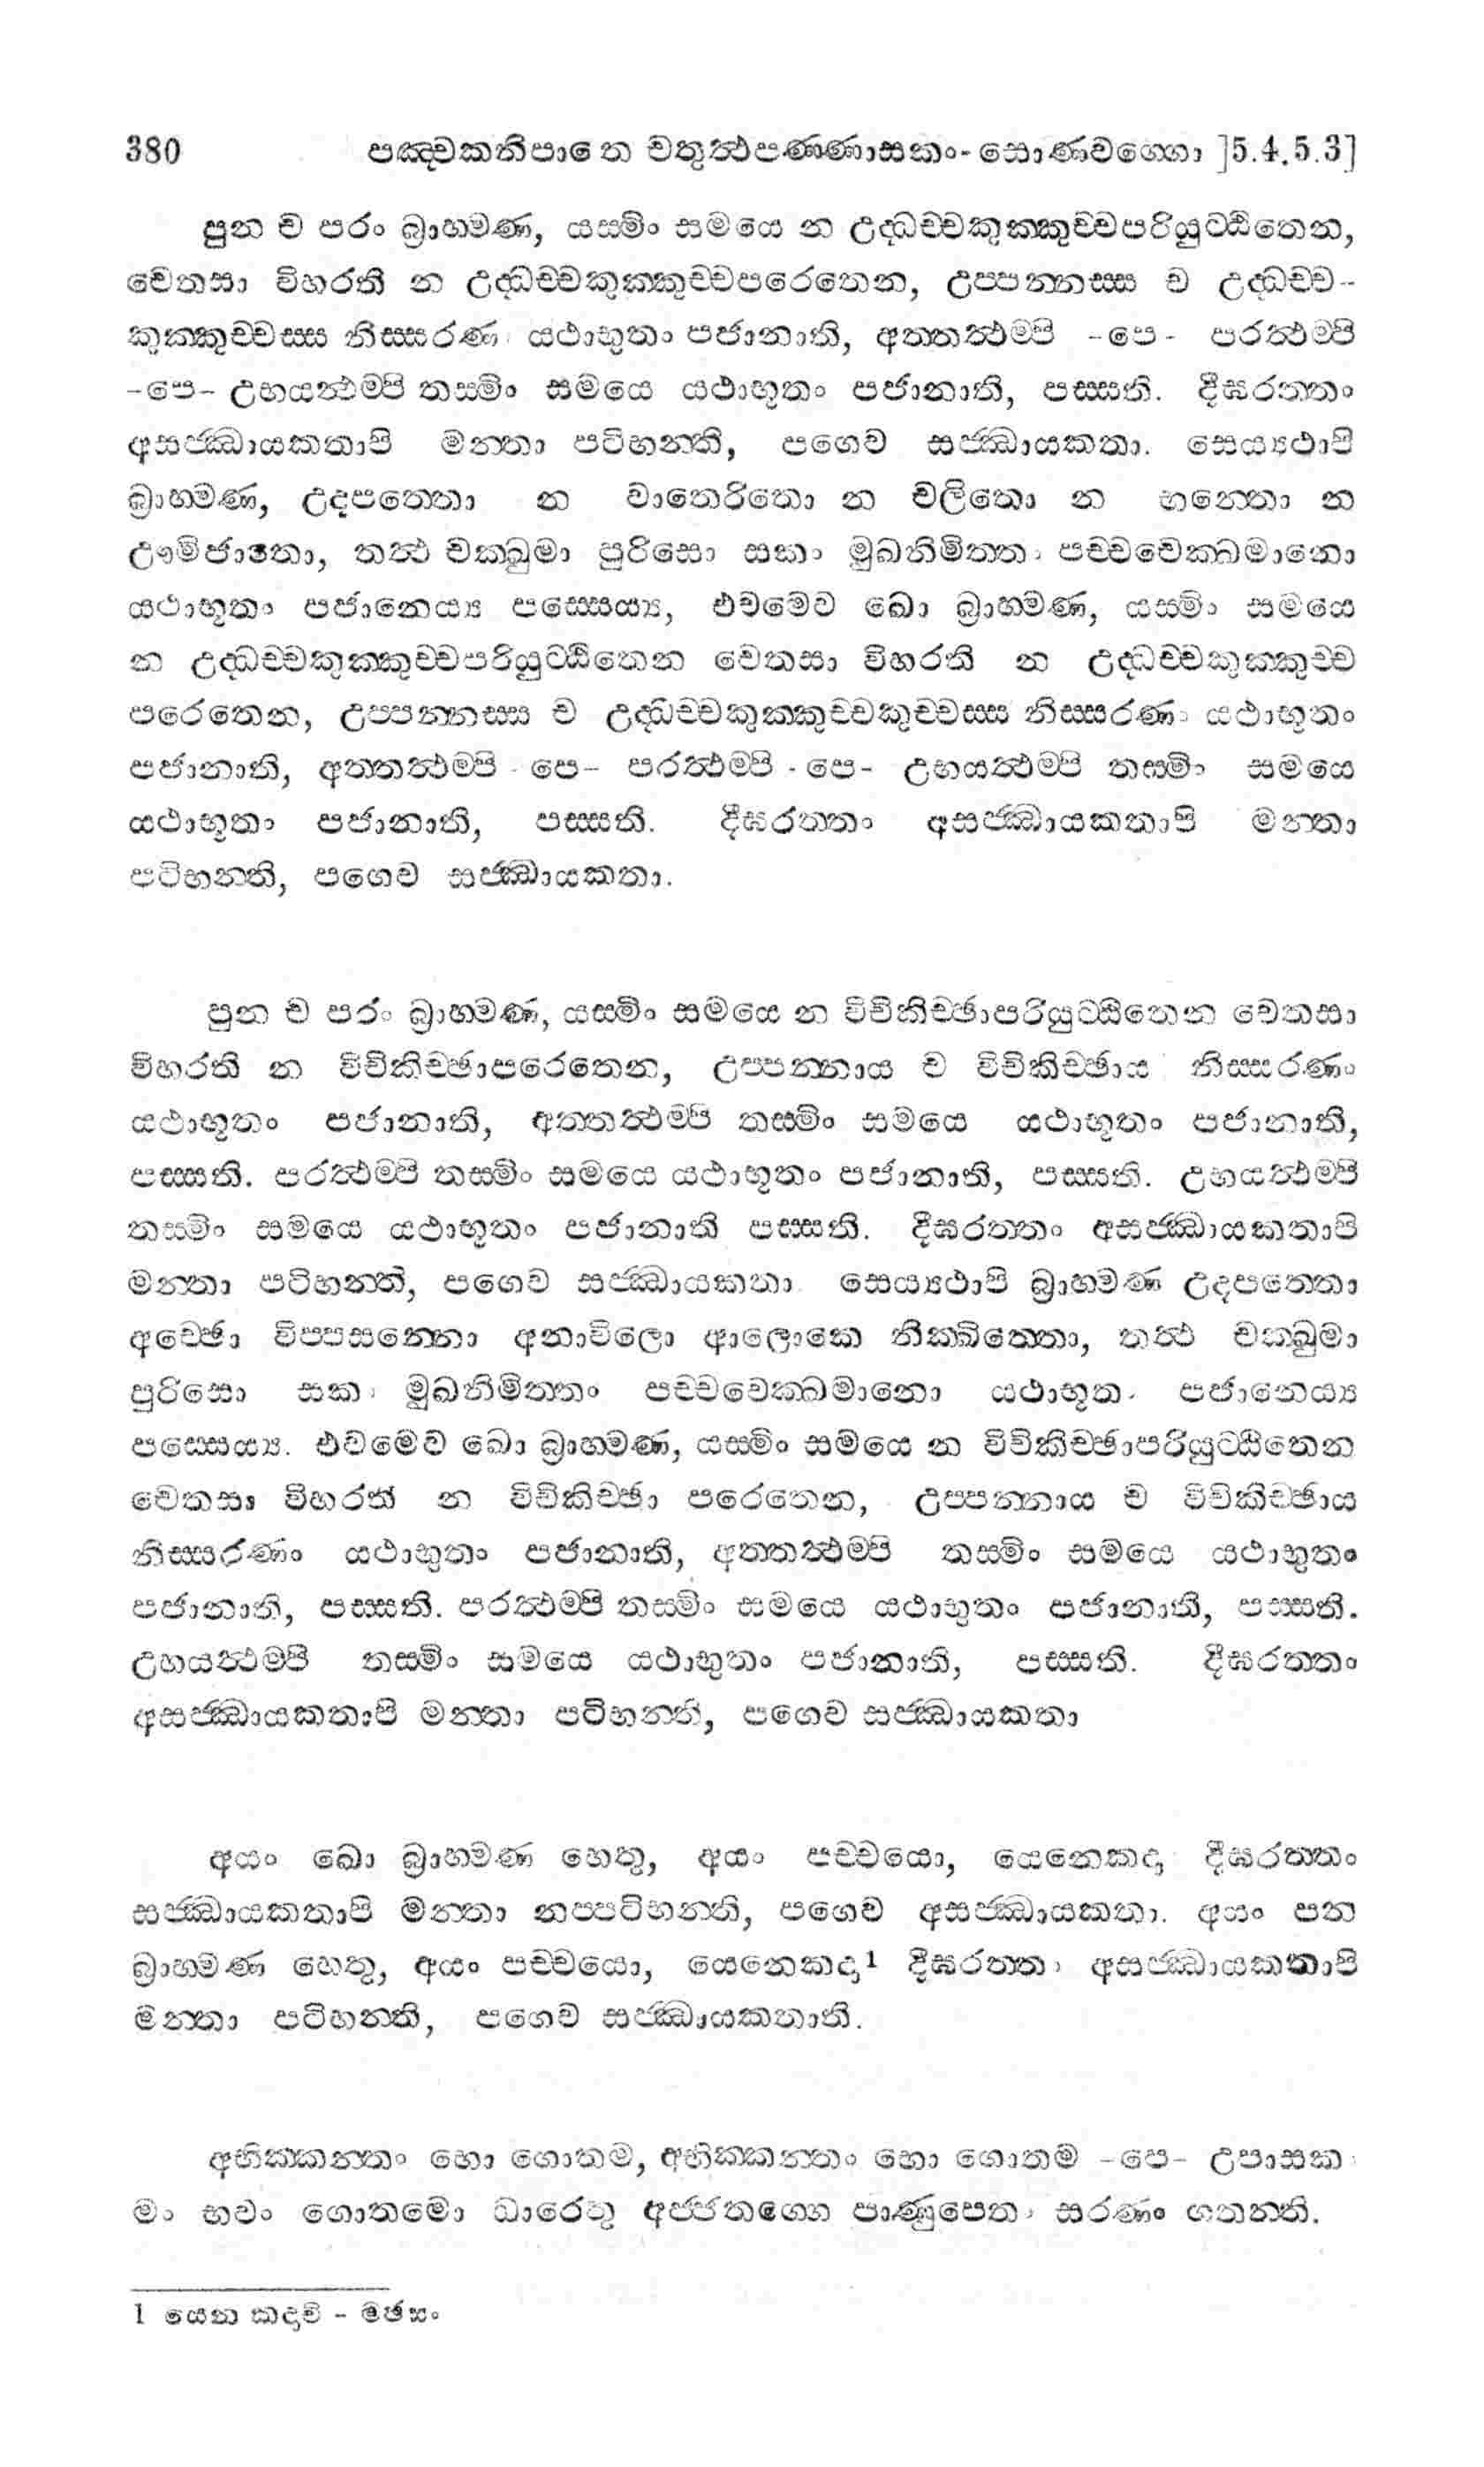 380 පඤ්චකනිපාතෙ චතුත්ථපණ්ණාසකං- සොණවග්ගො ]5.4.5.3]
පුන ච පරං බ්‍රාහ්මණ, යස්මිං සමයෙ න උද්ධච්චකුක්කුච්චපරියුට්ඨිතෙන,
චෙතසා විහරති න උද්ධච්චකුක්කුච්චපරෙතෙන, උප්පන්නස්ස ච උද්ධච්ච-
කුක්කුච්චස්ස නිස්සරණං යථාභුතං පජානාති, අත්තත්ථම්පි -පෙ- පරත්ථම්පි
-පෙ- උභයත්ථම්පි තස්මිං සමයෙ යථාභූතං පජානාති, පස්සති. දීඝරත්තං
අසජ්ඣායකතාපි මන්තා පටිභන්ති, පගෙව සජ්ඣායකතා. සෙය්‍යථාපි
බ්‍රාහ්මණ, උදපත්තො න වාතෙරිතො න චලිතො න භන්තො න
ඌමිජාතො, තත්ථ චක්ඛුමා පුරිසො සකං මුඛනිමිත්තං පච්චවෙක්ඛමානො
යථාභූතං පජානෙය්‍ය පස්සෙය්‍ය, එවමෙව ඛො බ්‍රාහ්මණ, යස්මිං සමයෙ
න උද්ධච්චකුක්කුච්චපරියුට්ඨිතෙන චෙතසා විහරති න උද්ධච්චකුක්කුච්ච
පරෙතෙන, උප්පන්නස්ස ච උද්ධිච්චකුක්කුච්චකුච්චස්ස නිස්සරණං යථාභූතං
පජානාති, අත්තත්ථම්පි - පෙ- පරත්ථම්පි - පෙ- උභයත්ථම්පි තස්මිං සමයෙ
යථාභූතං පජානාති, පස්සති. දීඝරත්තං අසජ්ඣායකතාපි මන්තා
පටිභන්ති, පගෙව සජ්ඣායකතා.
පුන ච පරං බ්‍රාහ්මණ, යස්මිං සමයෙ න විචිකිච්ඡාපරියුට්ඨිතෙන චෙතසා
විහරති න විචිකිච්ඡාපරෙතෙන, උප්පන්නාය ච විචිකිච්ඡාය නිස්සරණං
යථාභූතං පජානාති, අත්තත්ථම්පි තස්මිං සමයෙ යථාභූතං පජානාති,
පස්සති. පරත්ථම්පි තස්මිං සමයෙ යථාභූතං පජානාති, පස්සති. උභයත්ථම්පි
තස්මිං සමයෙ යථාභූතං පජානාති පස්සති. දීඝරත්තං අසජ්ඣායකතාපි
මන්තා පටිභන්ති, පගෙව සජ්ඣායකතා. සෙය්‍යථාපි බ්‍රාහ්මණ උදපත්තො
අච්ඡො විප්පසන්නො අනාවිලො ආලොකෙ නික්ඛිත්තො, තත්ථ චක්ඛුමා
පුරිසො සකං මුඛනිමිත්තං පච්චවෙක්ඛමානො යථාභූතං පජානෙය්‍ය
පස්සෙය්‍ය. එවමෙව ඛො බ්‍රාහ්මණ, යස්මිං සමයෙ න විචිකිච්ඡාපරියුට්ඨිතෙන
චෙතසා විහරති න විචිකිච්ඡා පරෙතෙන, උප්පන්නාය ච විචිකිච්ඡාය
නිස්සරණං යථාභුතං පජානාති, අත්තත්ථම්පි තස්මිං සමයෙ යථාභුතං
පජානාති, පස්සති. පරත්ථම්පි තස්මිං සමයෙ යථාභුතං පජානාති, පස්සති.
උභයත්ථම්පි තස්මිං සමයෙ යථාභුතං පජානාති, පස්සති. දීඝරත්තං
අසජ්ඣායකතාපි මන්තා පටිභන්ති, පගෙව සජ්ඣායකතා
අයං ඛො බ්‍රාහ්මණ හෙතු, අයං පච්චයො, යෙනෙකදා දීඝරත්තං
සජ්ඣායකතාපි මන්තා නප්පටිභන්ති, පගෙව අසජ්ඣායකතා. අයං පන
බ්‍රාහ්මණ හෙතු, අයං පච්චයො, යෙනෙකදා1 දීඝරත්තං අසජ්ඣායකතාපි
මන්තා පටිභන්ති, පගෙව සජ්ඣායකතාති.
අභික්කන්තං භො ගොතම, අභික්කන්තං භො ගොතම -පෙ- උපාසකං
මං භවං ගොතමො ධාරෙතු අජ්ජතග්ගෙ පාණුපෙතං සරණං ගතන්ති.
1 යෙන කදාචි - මඡසං